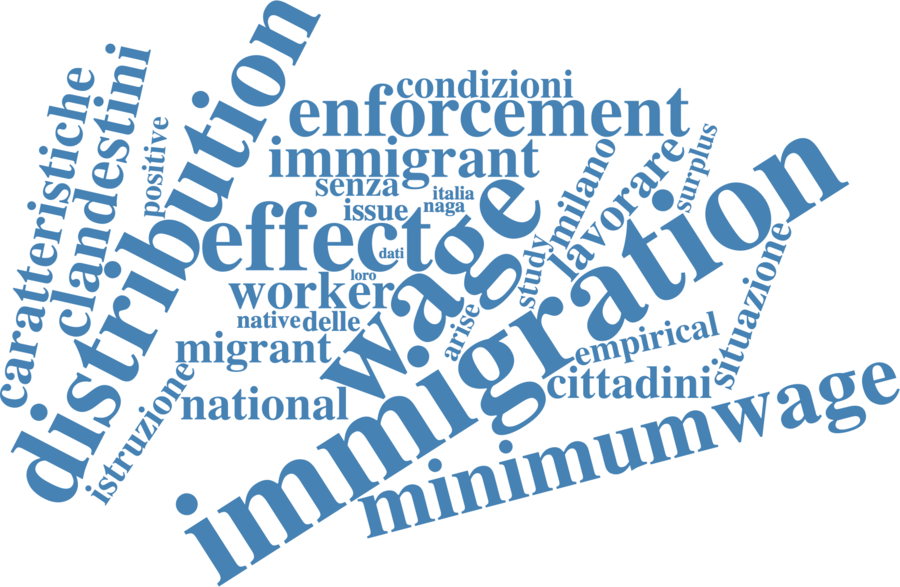 condizioni
enforcement
immigrant
senza
italia
issue
naga
effect
dati
loro
worker
native
delle
migrant
national
caratteristiche
clandestini
positive
distribution
istruzione
wage
arise
study
milano
lavorare
surplus
immigration
empirical
cittadini
situazione
minimumwage